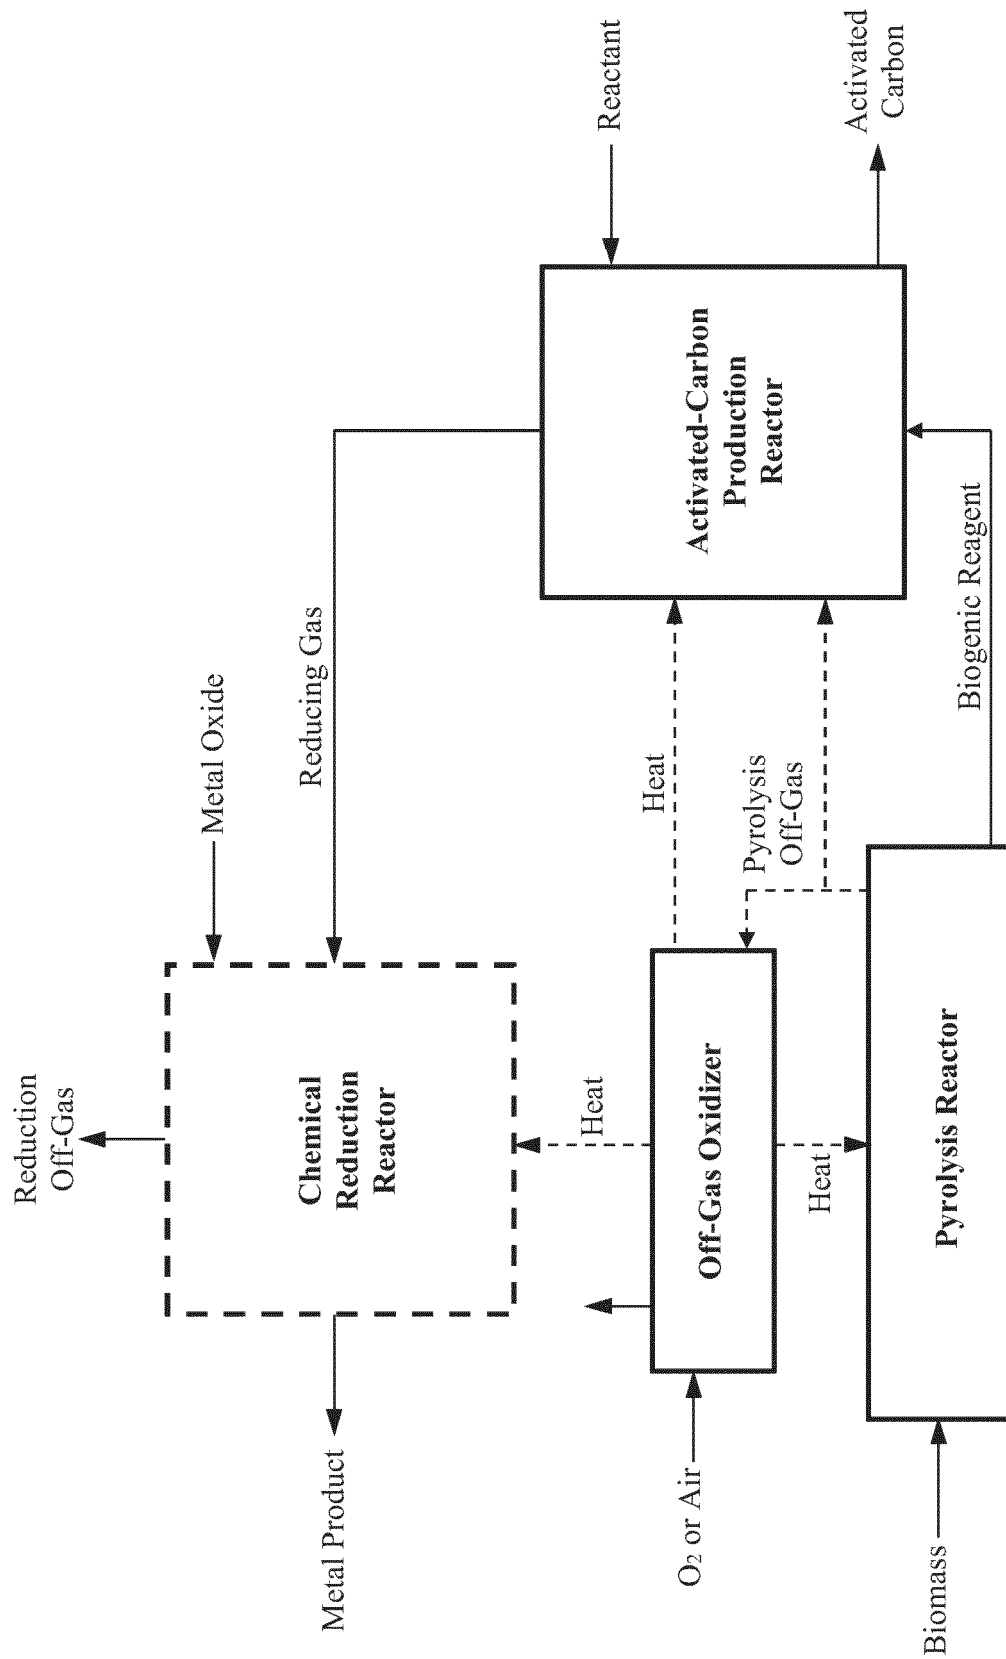 Reduction
Off-Gas
Metal Oxide
Metal Product
Chemical
Reduction
Reactor
Reducing Gas
Reactant
Heat
Heat
O₂ or Air
Off-Gas Oxidizer
Activated-Carbon
Production
Reactor
Pyrolysis
Off-Gas
Heat
Activated
Carbon
Biomass
Pyrolysis Reactor
Biogenic Reagent